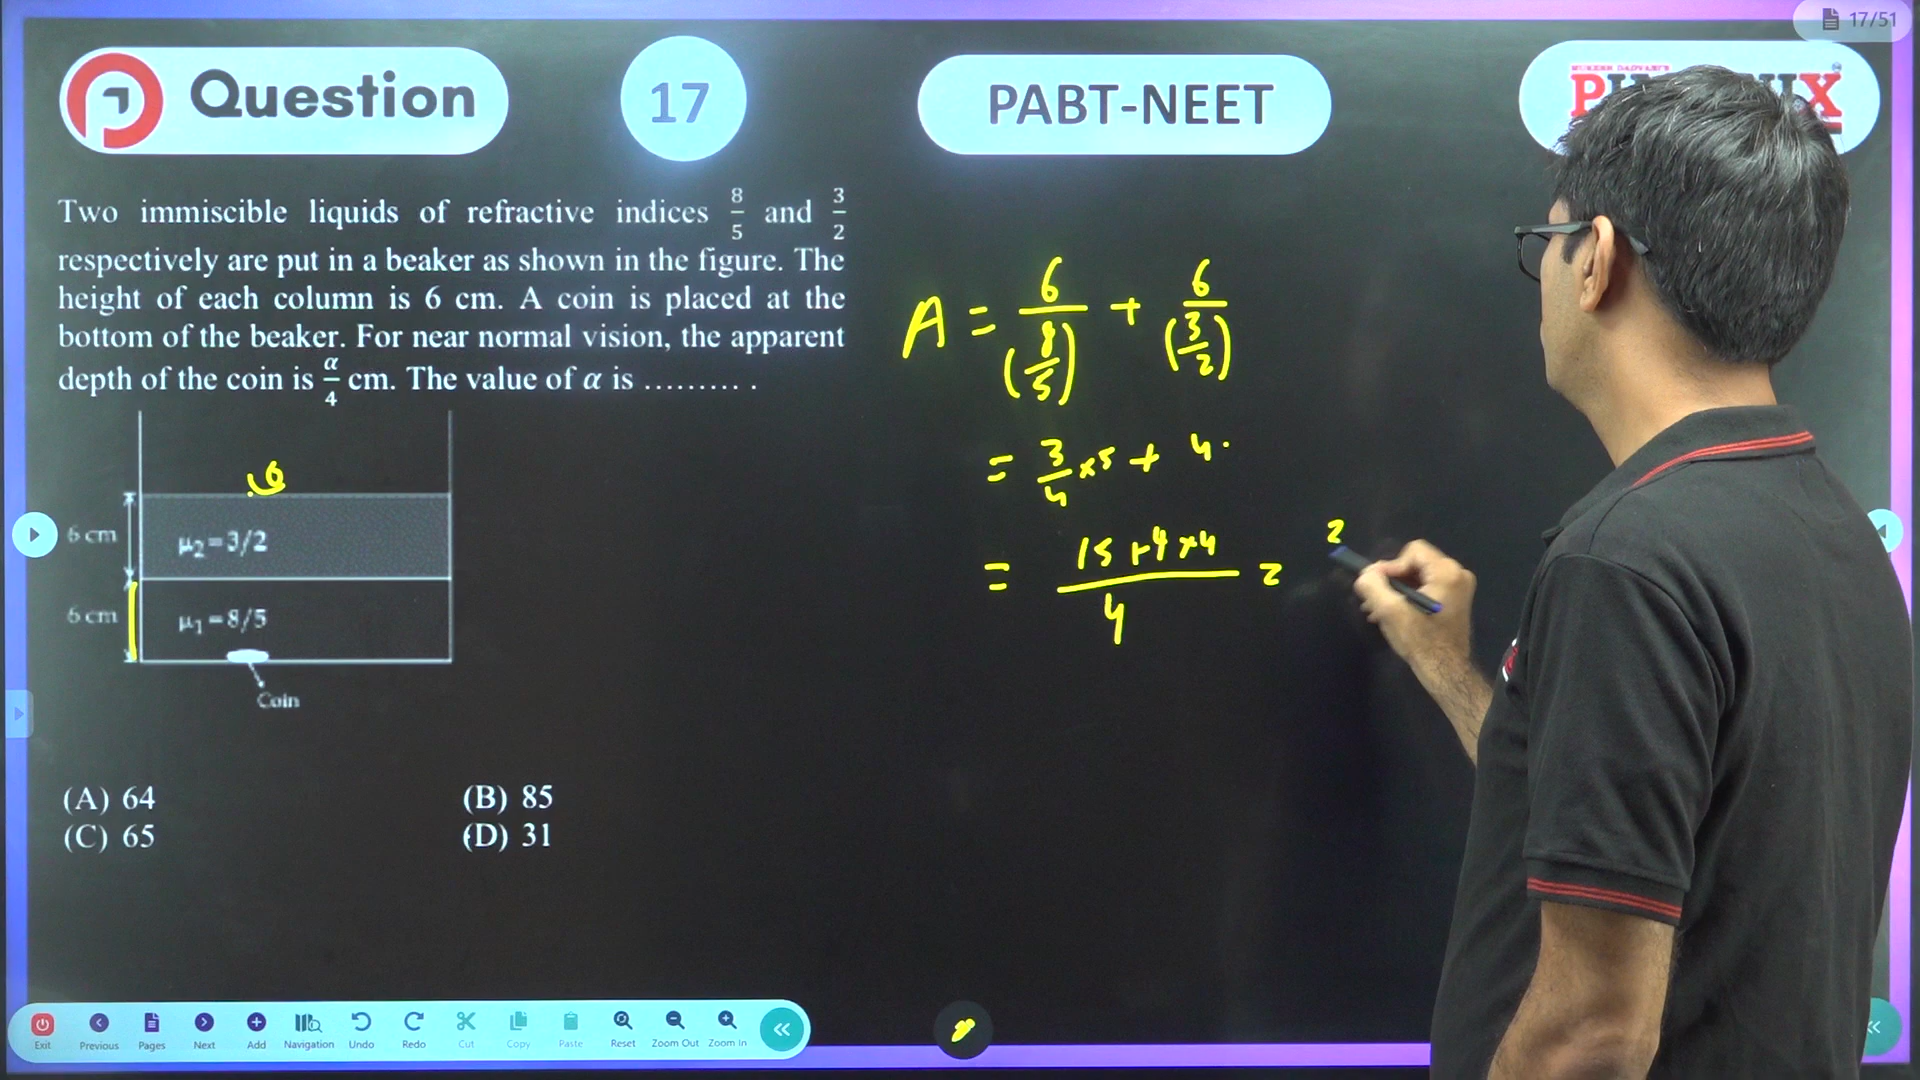 17/51
Question
17
PABT-NEET
MUKESH DADVANI'S
Two immiscible liquids of refractive indices 8/5 and 3/2
respectively are put in a beaker as shown in the figure. The
height of each column is 6 cm. A coin is placed at the
bottom of the beaker. For near normal vision, the apparent
depth of the coin is α/4 cm. The value of α is ......... .
6 cm
μ2 = 3/2
6 cm
μ1 = 8/5
Coin
(A) 64
(B) 85
(C) 65
(D) 31
A = 6/(8/5) + 6/(3/2)
= 3/4 × 5 + 4.
= 15 + 4 × 4 / 4 =
Exit
Previous
Pages
Next
Add
Navigation
Undo
Redo
Cut
Copy
Paste
Reset
Zoom Out
Zoom In